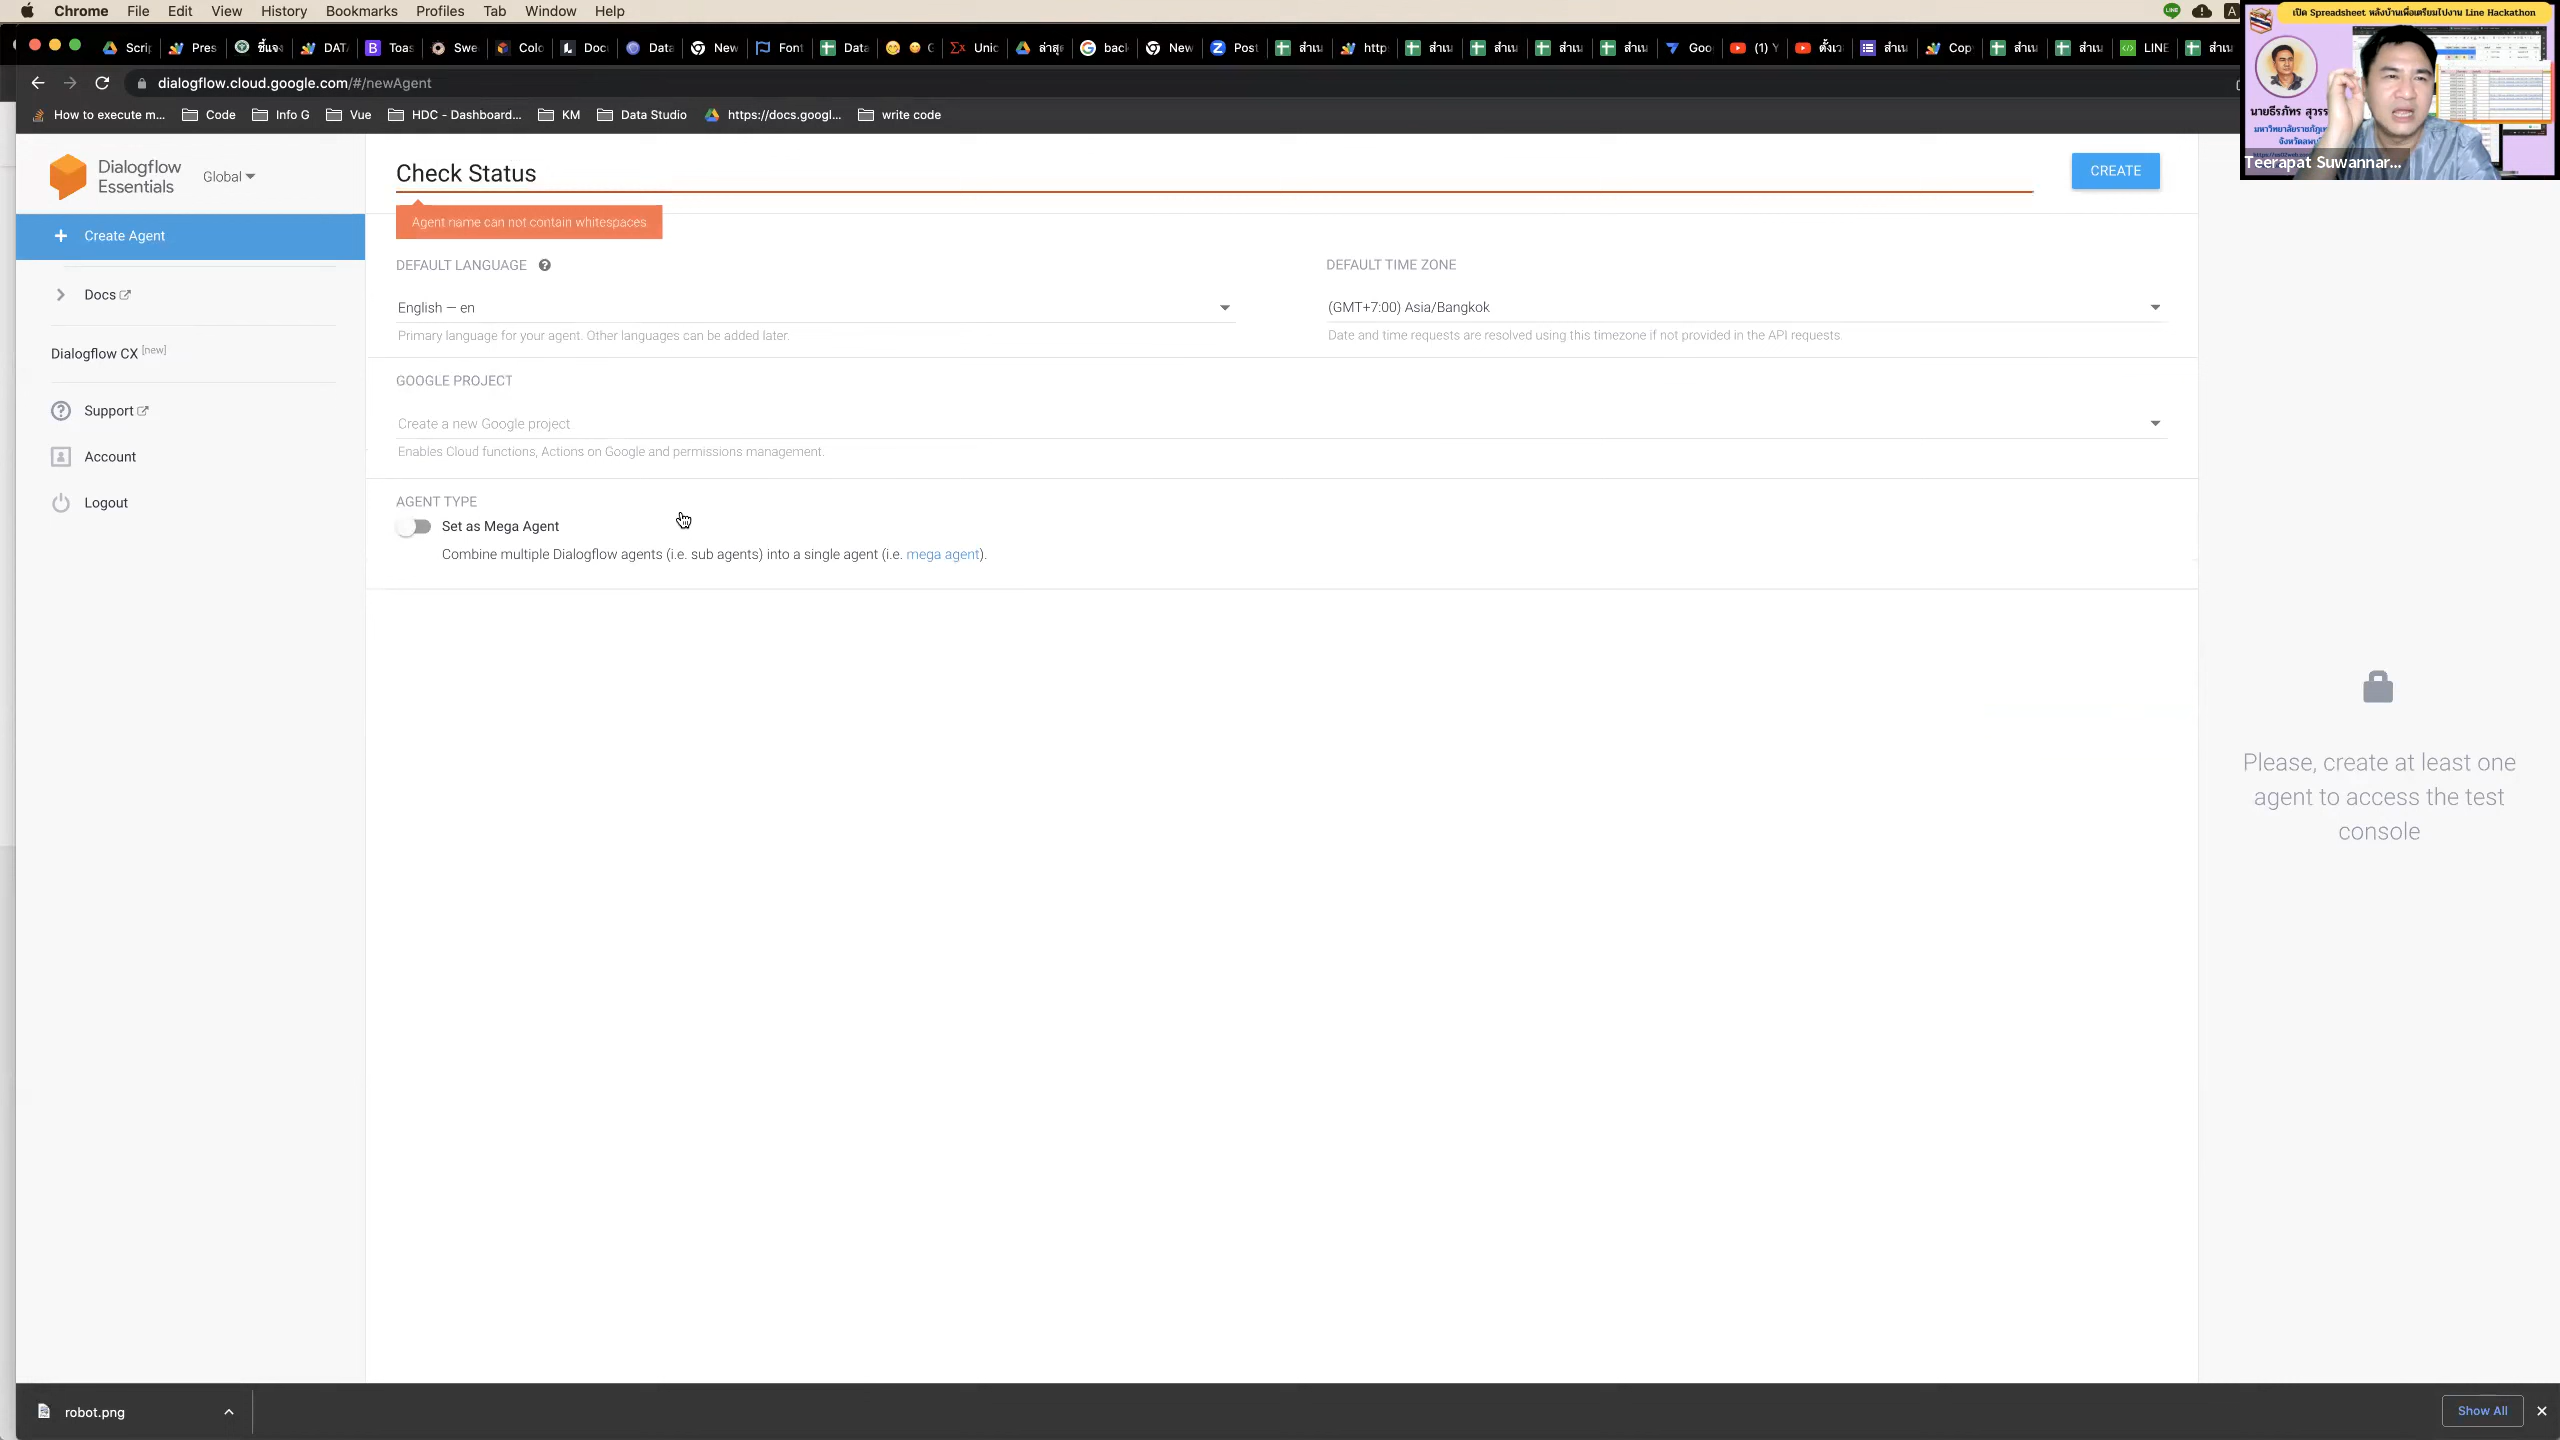 Chrome File Edit View History Bookmarks Profiles Tab Window Help
Scrip Pres ชี้แจง DATA Toas Swe Colo Doc Data New Font Data Unic ล่าสุด back New Post สำเน http สำเน สำเน สำเน สำเน Goo (1) Y ตั้งเว สำเน Cop สำเน สำเน LINE สำเน
dialogflow.cloud.google.com/#/newAgent
How to execute m... Code Info G Vue HDC - Dashboard... KM Data Studio https://docs.googl... write code
เปิด Spreadsheet หลังบ้านเพื่อเตรียมไปงาน Line Hackathon
นายธีรภัทร สุวรร
มหาวิทยาลัยราชภัฏเท
จังหวัดลพบ
Teerapat Suwannar...
Dialogflow
Essentials
Global
Create Agent
Docs
Dialogflow CX [new]
Support
Account
Logout
Check Status
CREATE
Agent name can not contain whitespaces
DEFAULT LANGUAGE
DEFAULT TIME ZONE
English — en
(GMT+7:00) Asia/Bangkok
Primary language for your agent. Other languages can be added later.
Date and time requests are resolved using this timezone if not provided in the API requests.
GOOGLE PROJECT
Create a new Google project
Enables Cloud functions, Actions on Google and permissions management.
AGENT TYPE
Set as Mega Agent
Combine multiple Dialogflow agents (i.e. sub agents) into a single agent (i.e. mega agent).
Please, create at least one
agent to access the test
console
robot.png
Show All